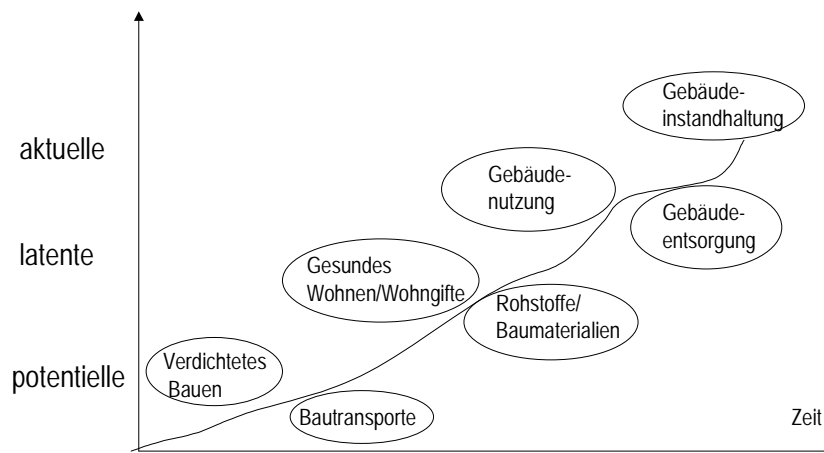 Gebäude-
instandhaltung
aktuelle
Gebäude-
nutzung
Gebäude-
entsorgung
latente
Gesundes
Wohnen/Wohngifte
Rohstoffe/
Baumaterialien
potentielle
Verdichtetes
Bauen
Bautransporte
Zeit